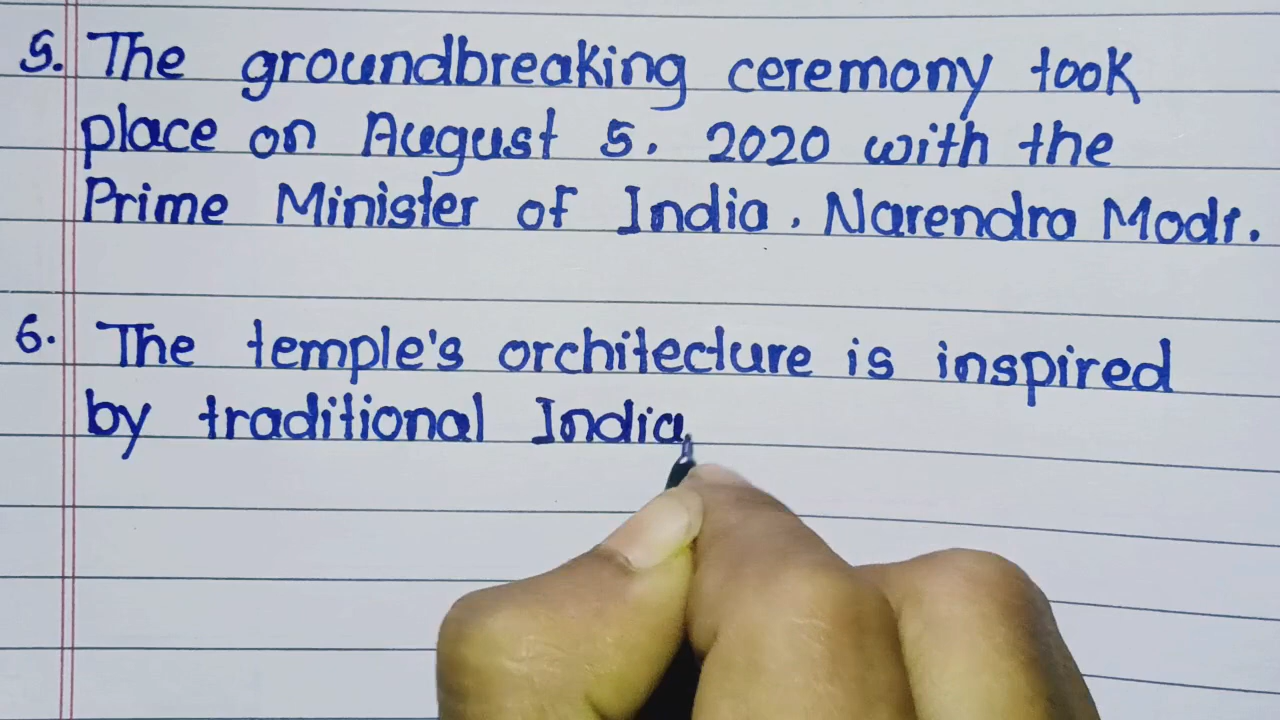 5. The groundbreaking ceremony took
place on August 5, 2020 with the
Prime Minister of India, Narendra Modi.
6. The temple's architecture is inspired
by traditional India